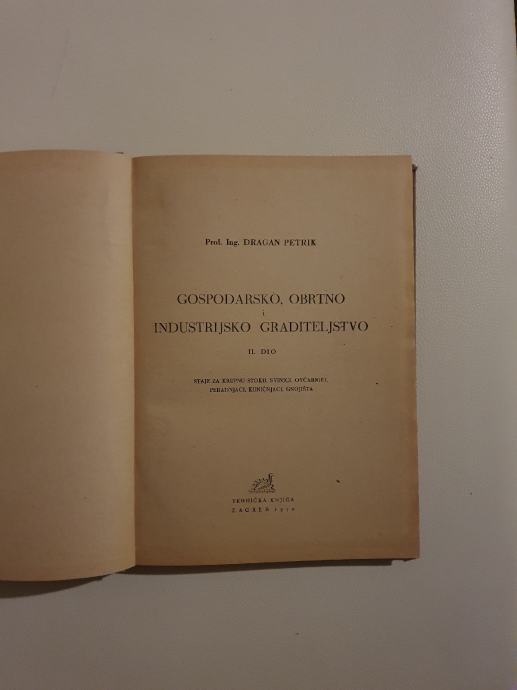 Prof. Ing. DRAGAN PETRIK
GOSPODARSKO, OBRTNO
i
INDUSTRIJSKO GRADITELJSTVO
II. DIO
STAJE ZA KRUPNU STOKU, SVINJCI, OVČARNICI,
PERADNJACI, KUNIĆNJACI, GNOJIŠTA
TEHNIČKA KNJIGA
ZAGREB